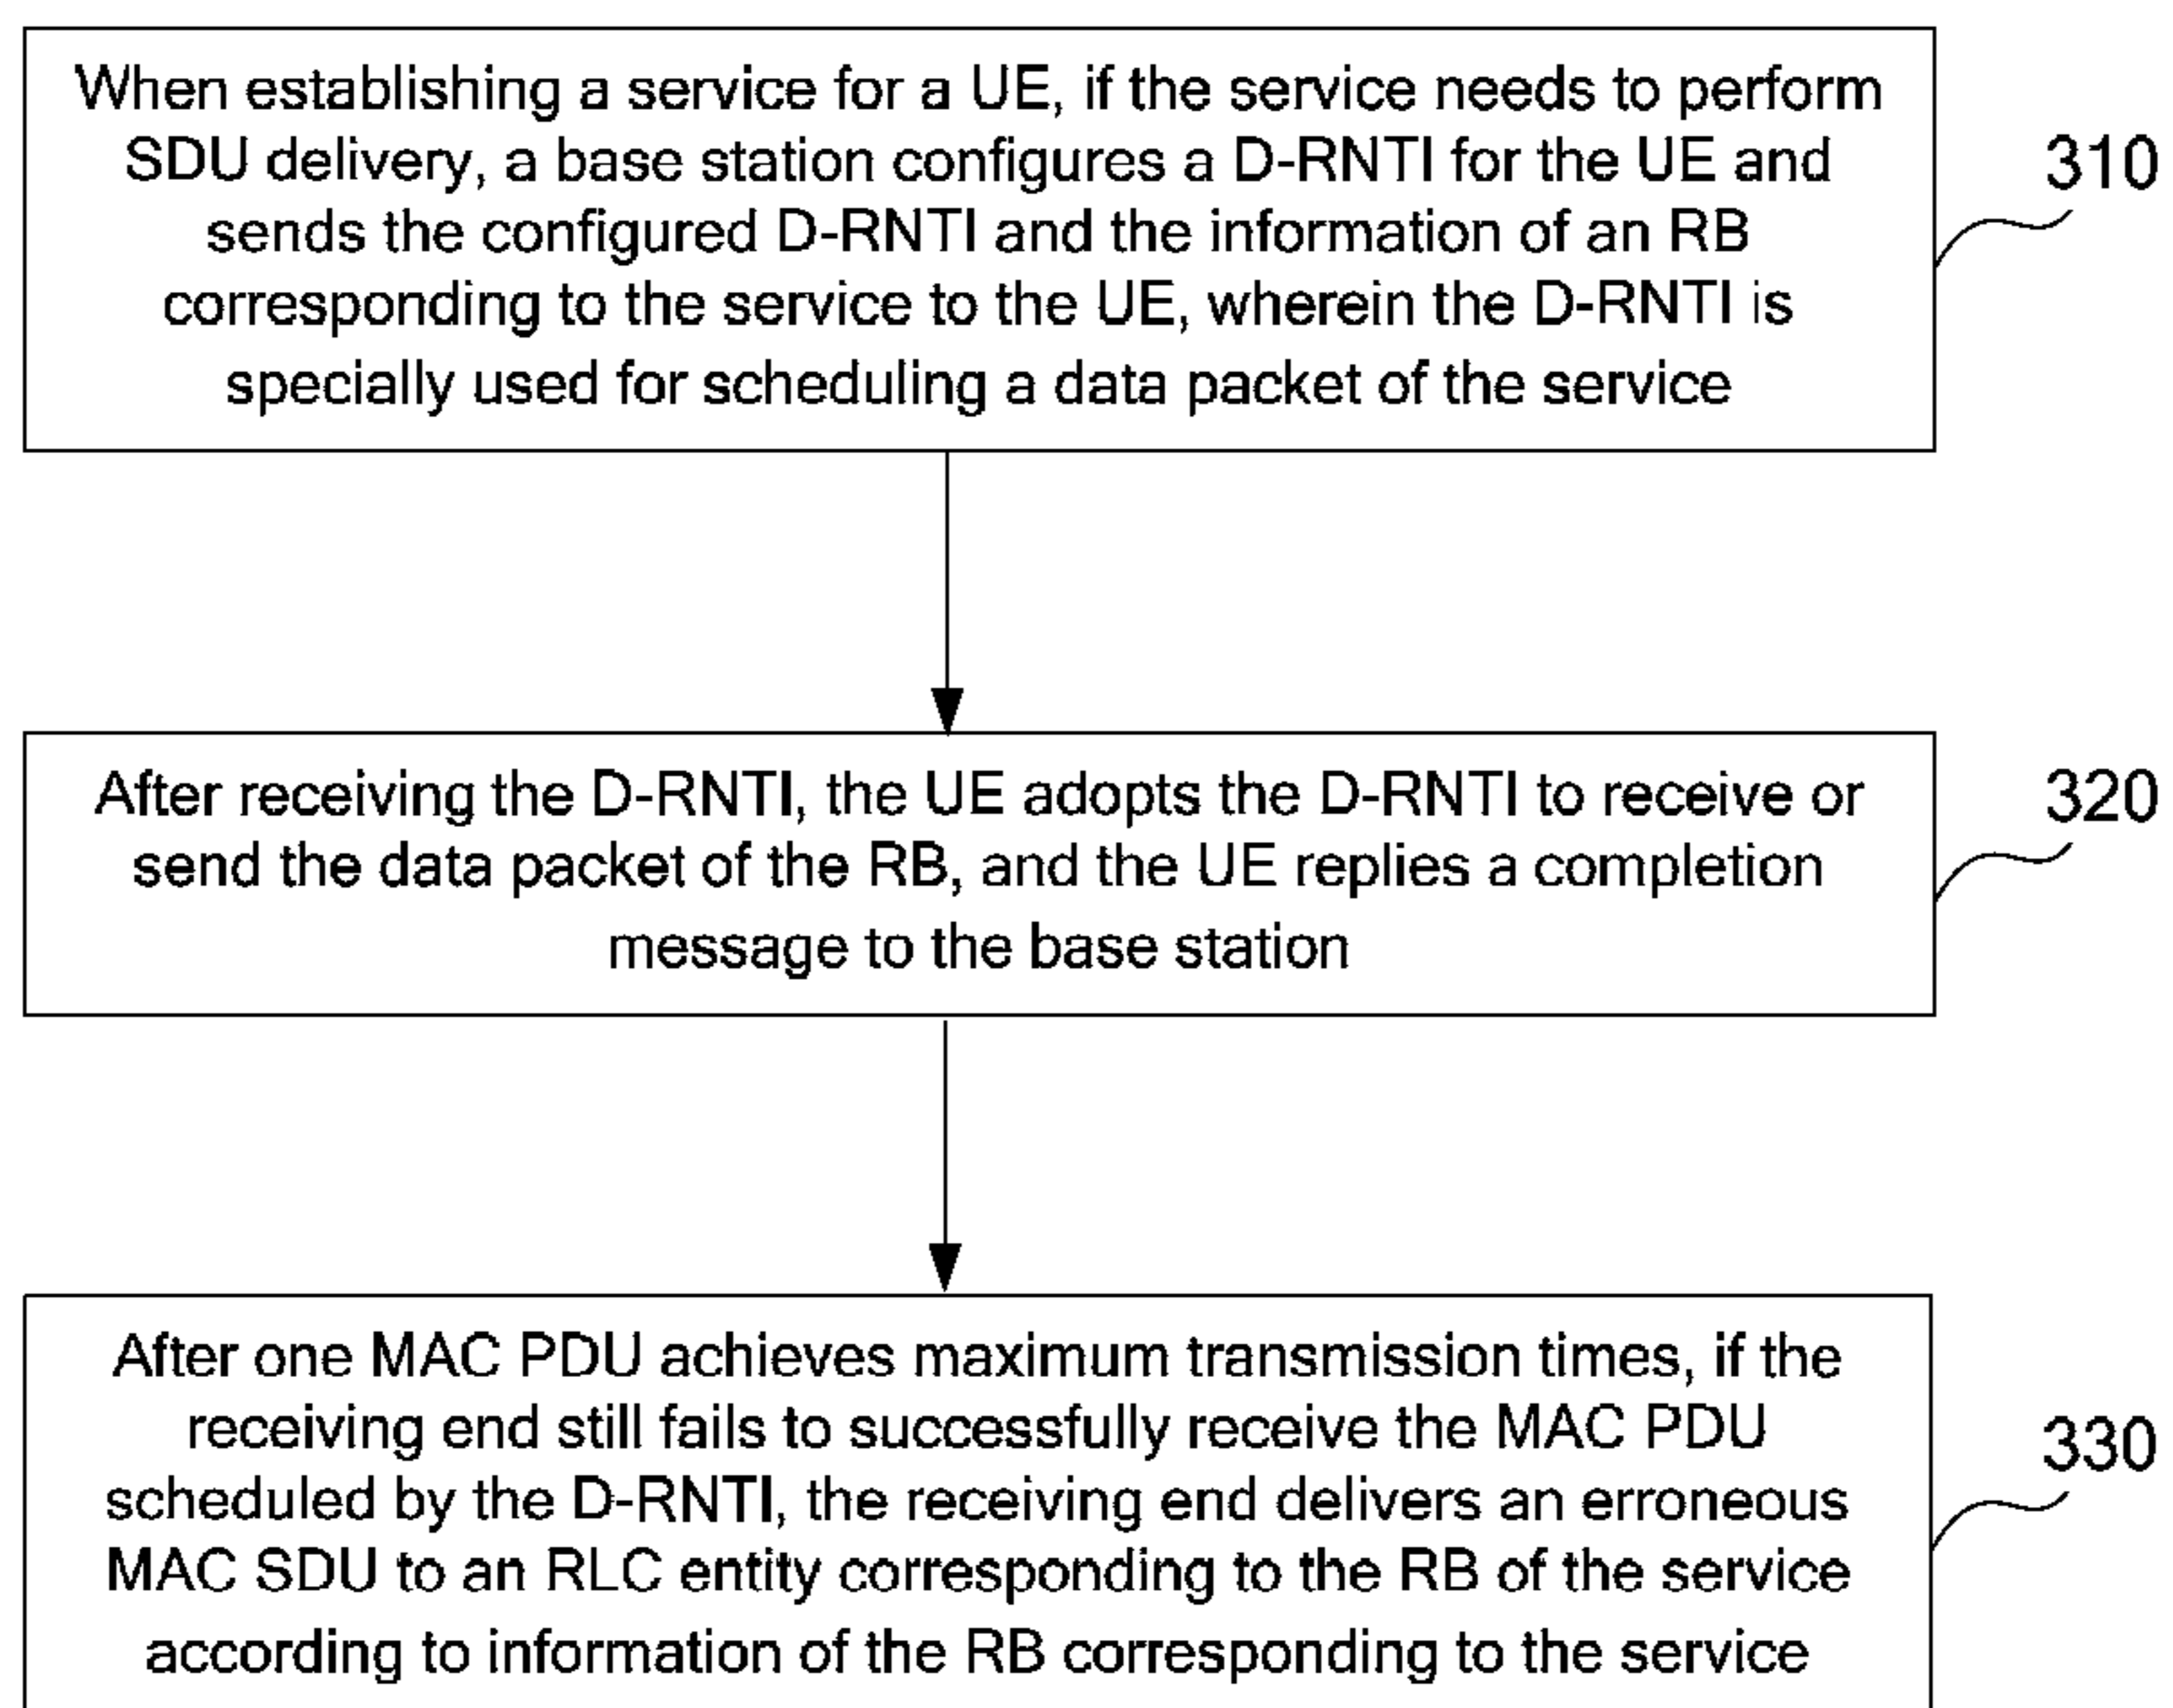 When establishing a service for a UE, if the service needs to perform
SDU delivery, a base station configures a D-RNTI for the UE and
sends the configured D-RNTI and the information of an RB
corresponding to the service to the UE, wherein the D-RNTI is
specially used for scheduling a data packet of the service
310
After receiving the D-RNTI, the UE adopts the D-RNTI to receive or
send the data packet of the RB, and the UE replies a completion
message to the base station
320
After one MAC PDU achieves maximum transmission times, if the
receiving end still fails to successfully receive the MAC PDU
scheduled by the D-RNTI, the receiving end delivers an erroneous
MAC SDU to an RLC entity corresponding to the RB of the service
according to information of the RB corresponding to the service
330